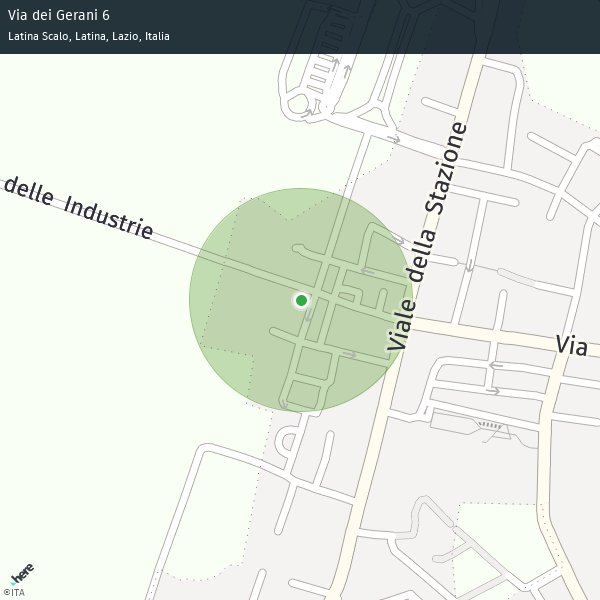 Via dei Gerani 6
Latina Scalo, Latina, Lazio, Italia
Viale della Stazione
delle Industrie
Via
here
©ITA